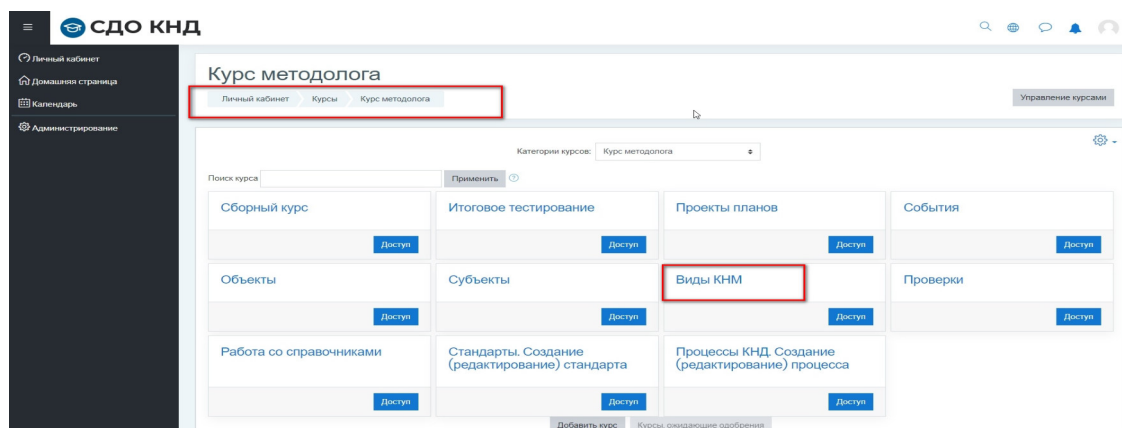 СДО КНД
Личный кабинет
Домашняя страница
Календарь
Администрирование
Курс методолога
Личный кабинет Курсы Курс методолога
Управление курсами
Категории курсов: Курс методолога
Поиск курса Применить
Сборный курс
Доступ
Итоговое тестирование
Доступ
Проекты планов
Доступ
События
Доступ
Объекты
Доступ
Субъекты
Доступ
Виды КНМ
Доступ
Проверки
Доступ
Работа со справочниками
Доступ
Стандарты. Создание
(редактирование) стандарта
Доступ
Процессы КНД. Создание
(редактирование) процесса
Доступ
Добавить курс Курсы, ожидающие одобрения